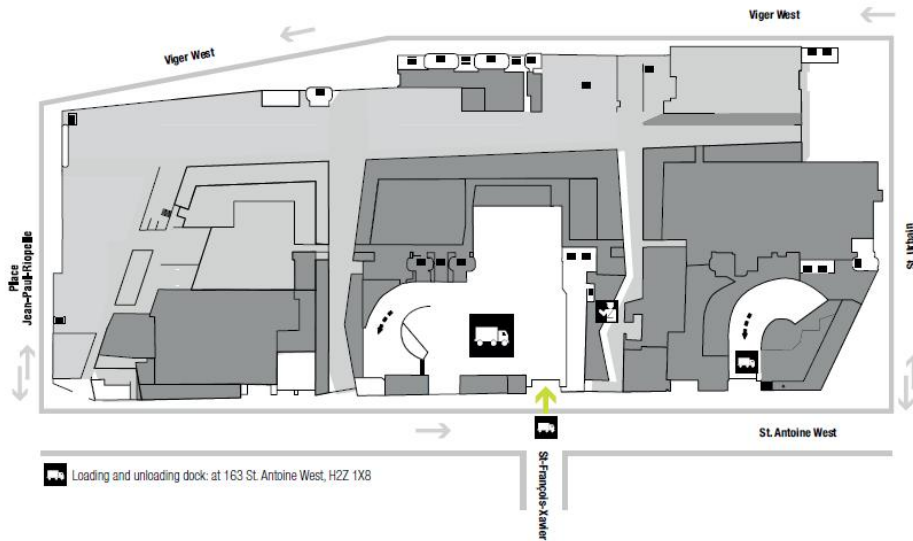 Viger West
Viger West
Place
Jean-Paul-Riopelle
St. Urbain
St. Antoine West
St-François-Xavier
Loading and unloading dock: at 163 St. Antoine West, H2Z 1X8